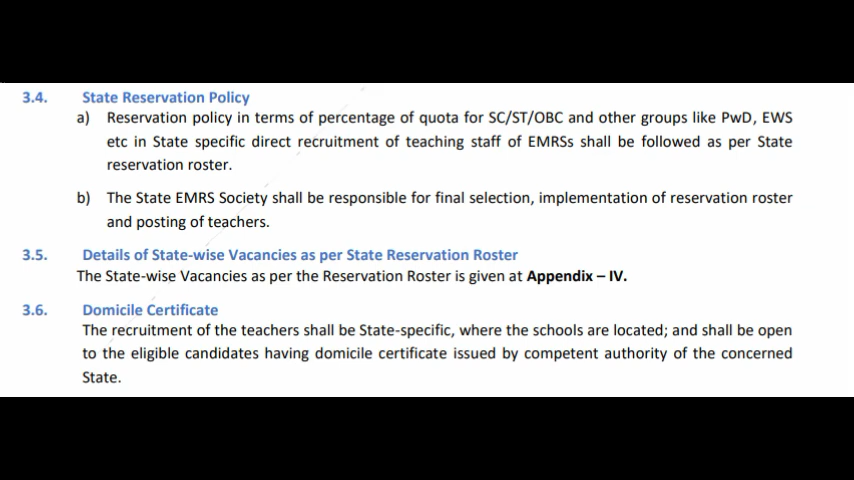 3.4. State Reservation Policy
a) Reservation policy in terms of percentage of quota for SC/ST/OBC and other groups like PwD, EWS
etc in State specific direct recruitment of teaching staff of EMRSs shall be followed as per State
reservation roster.
b) The State EMRS Society shall be responsible for final selection, implementation of reservation roster
and posting of teachers.
3.5. Details of State-wise Vacancies as per State Reservation Roster
The State-wise Vacancies as per the Reservation Roster is given at Appendix – IV.
3.6. Domicile Certificate
The recruitment of the teachers shall be State-specific, where the schools are located; and shall be open
to the eligible candidates having domicile certificate issued by competent authority of the concerned
State.